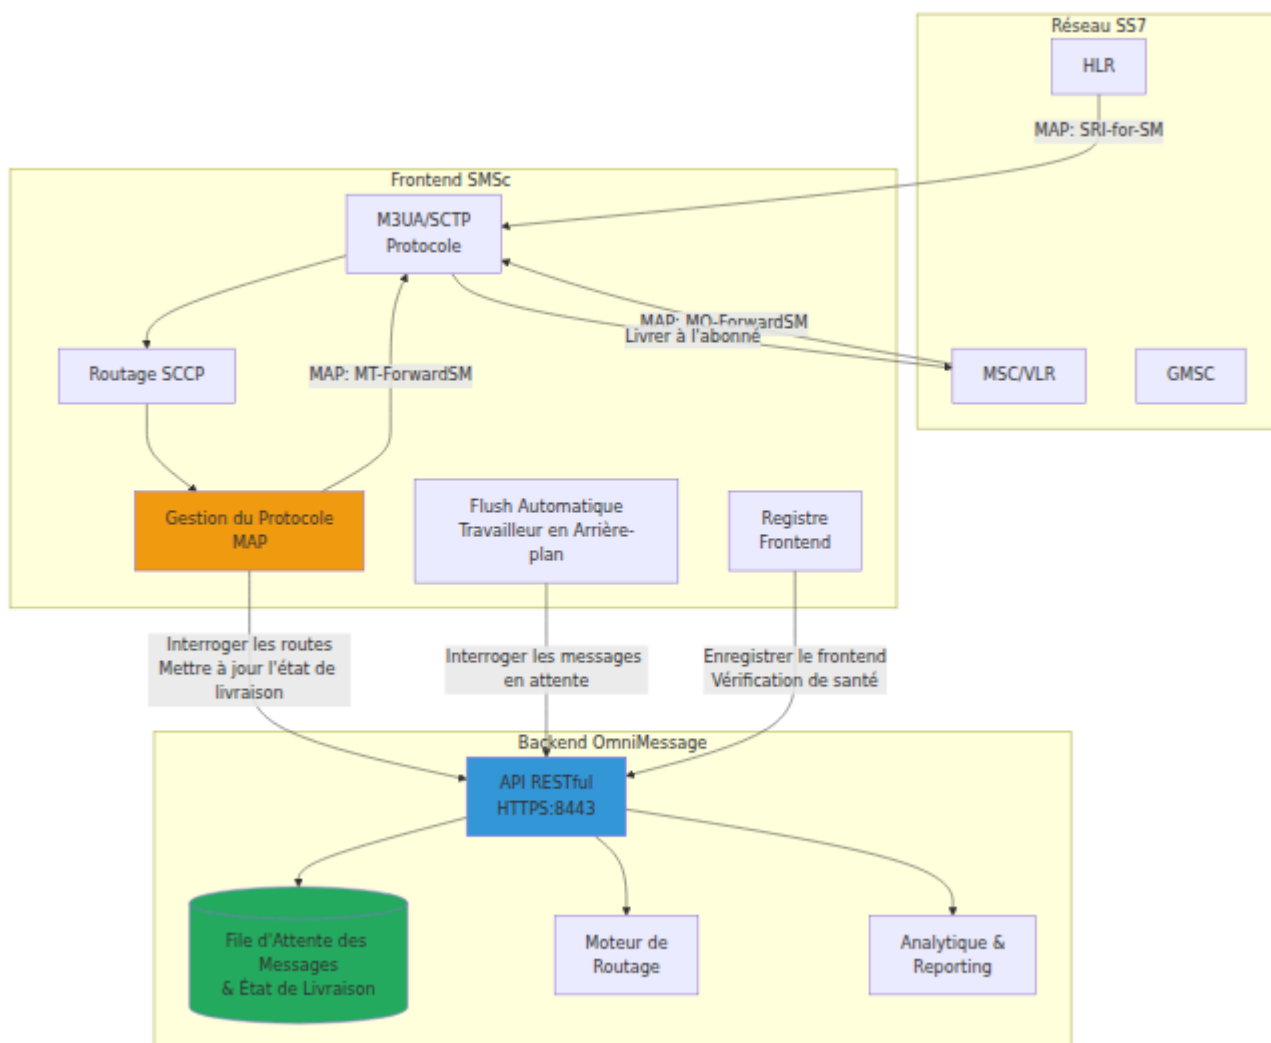 Réseau SS7
HLR
MAP: SRI-for-SM
Frontend SMSc
M3UA/SCTP
Protocole
MAP: MO-ForwardSM
Livrer à l'abonné
Routage SCCP
MAP: MT-ForwardSM
MSC/VLR
GMSC
Gestion du Protocole
MAP
Flush Automatique
Travailleur en Arrière-
plan
Registre
Frontend
Interroger les routes
Mettre à jour l'état de
livraison
Interroger les messages
en attente
Enregistrer le frontend
Vérification de santé
Backend OmniMessage
API RESTful
HTTPS:8443
File d'Attente des
Messages
& État de Livraison
Moteur de
Routage
Analytique &
Reporting